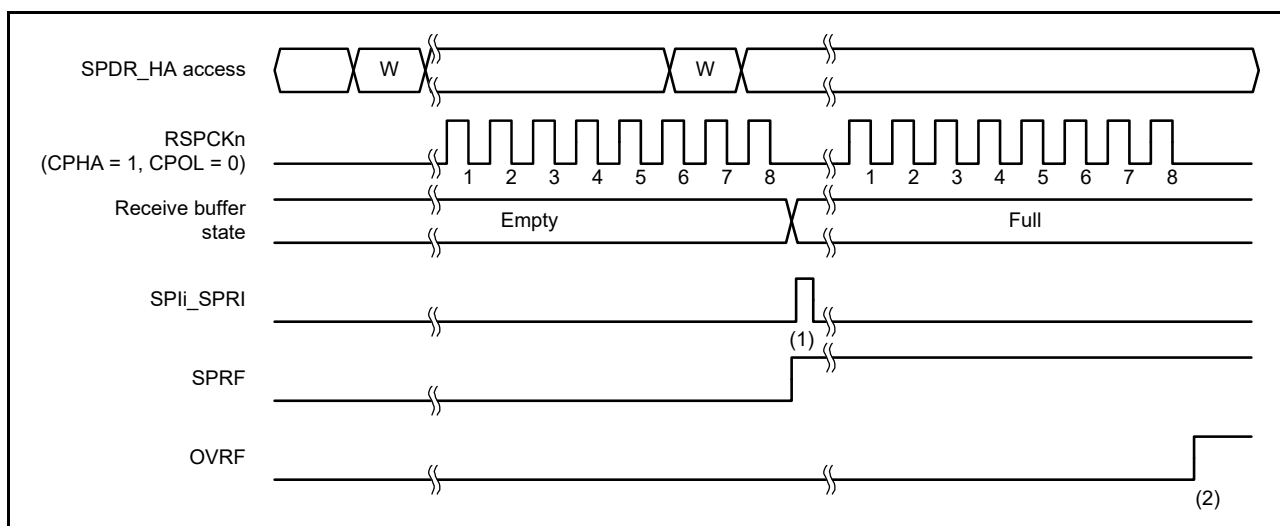 SPDR_HA access
W
W
RSPCKn
(CPHA = 1, CPOL = 0)
1 2 3 4 5 6 7 8 1 2 3 4 5 6 7 8
Receive buffer
state
Empty
Full
SPIi_SPRI
(1)
SPRF
OVRF
(2)